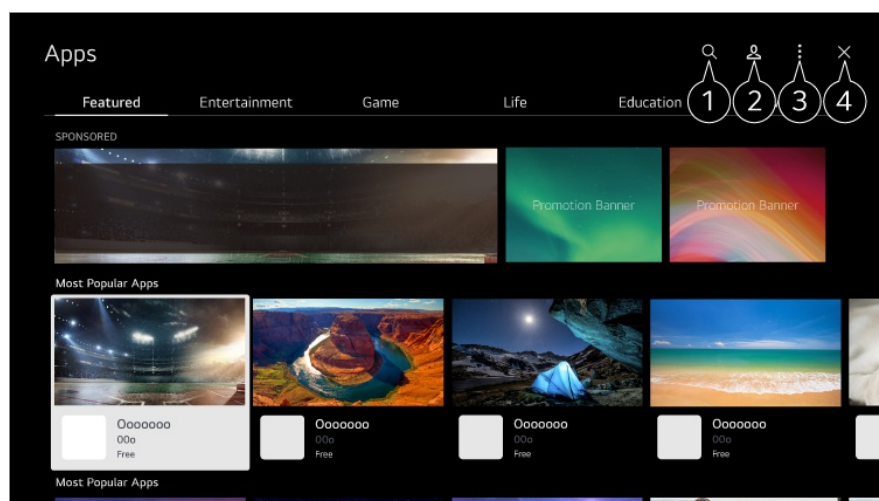 Apps
Featured Entertainment Game Life Education
1 2 3 4
SPONSORED
Promotion Banner Promotion Banner
Most Popular Apps
Ooooooo Ooooooo Ooooooo Ooooooo
00o 00o 00o 00o
Free Free Free Free
Most Popular Apps